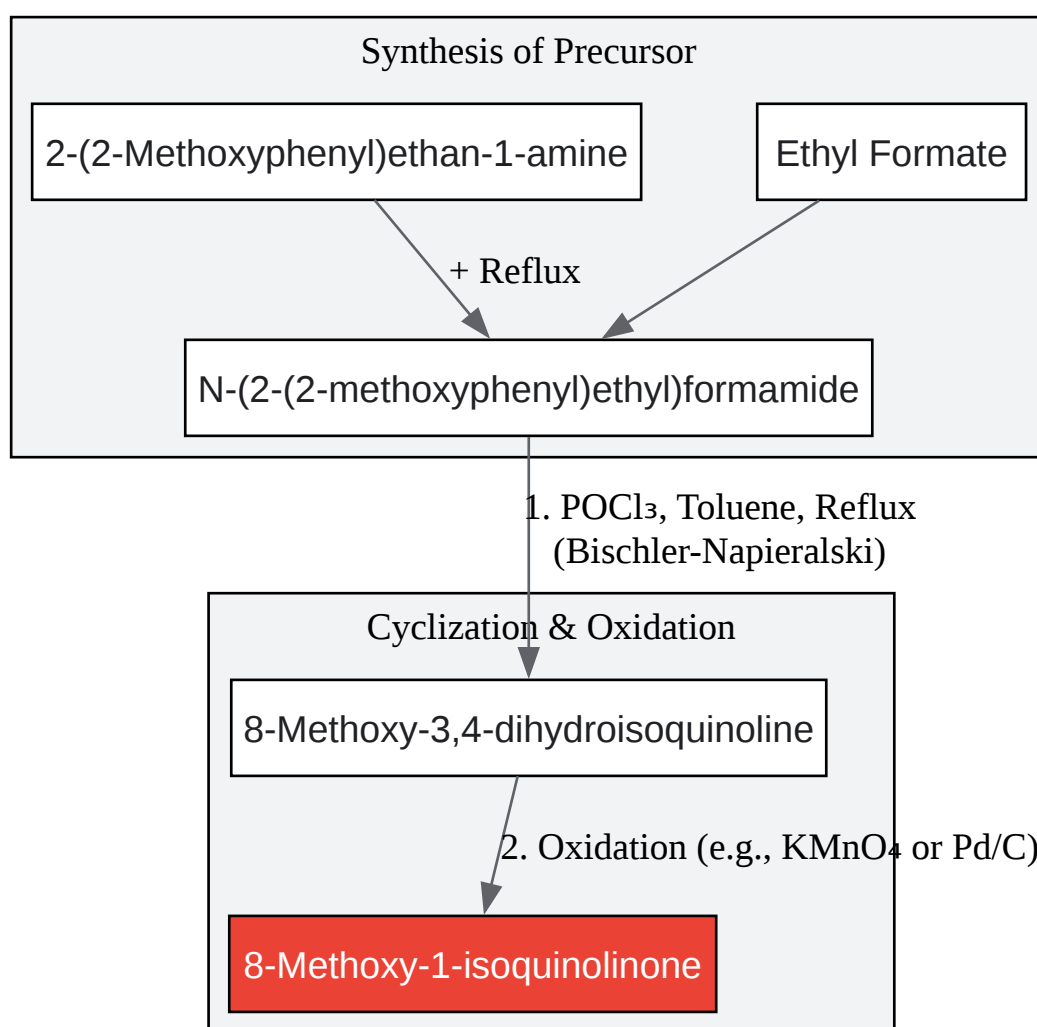 Synthesis of Precursor
2-(2-Methoxyphenyl)ethan-1-amine
Ethyl Formate
+ Reflux
N-(2-(2-methoxyphenyl)ethyl)formamide
1. POCl₃, Toluene, Reflux
(Bischler-Napieralski)
Cyclization & Oxidation
8-Methoxy-3,4-dihydroisoquinoline
2. Oxidation (e.g., KMnO₄ or Pd/C)
8-Methoxy-1-isoquinolinone